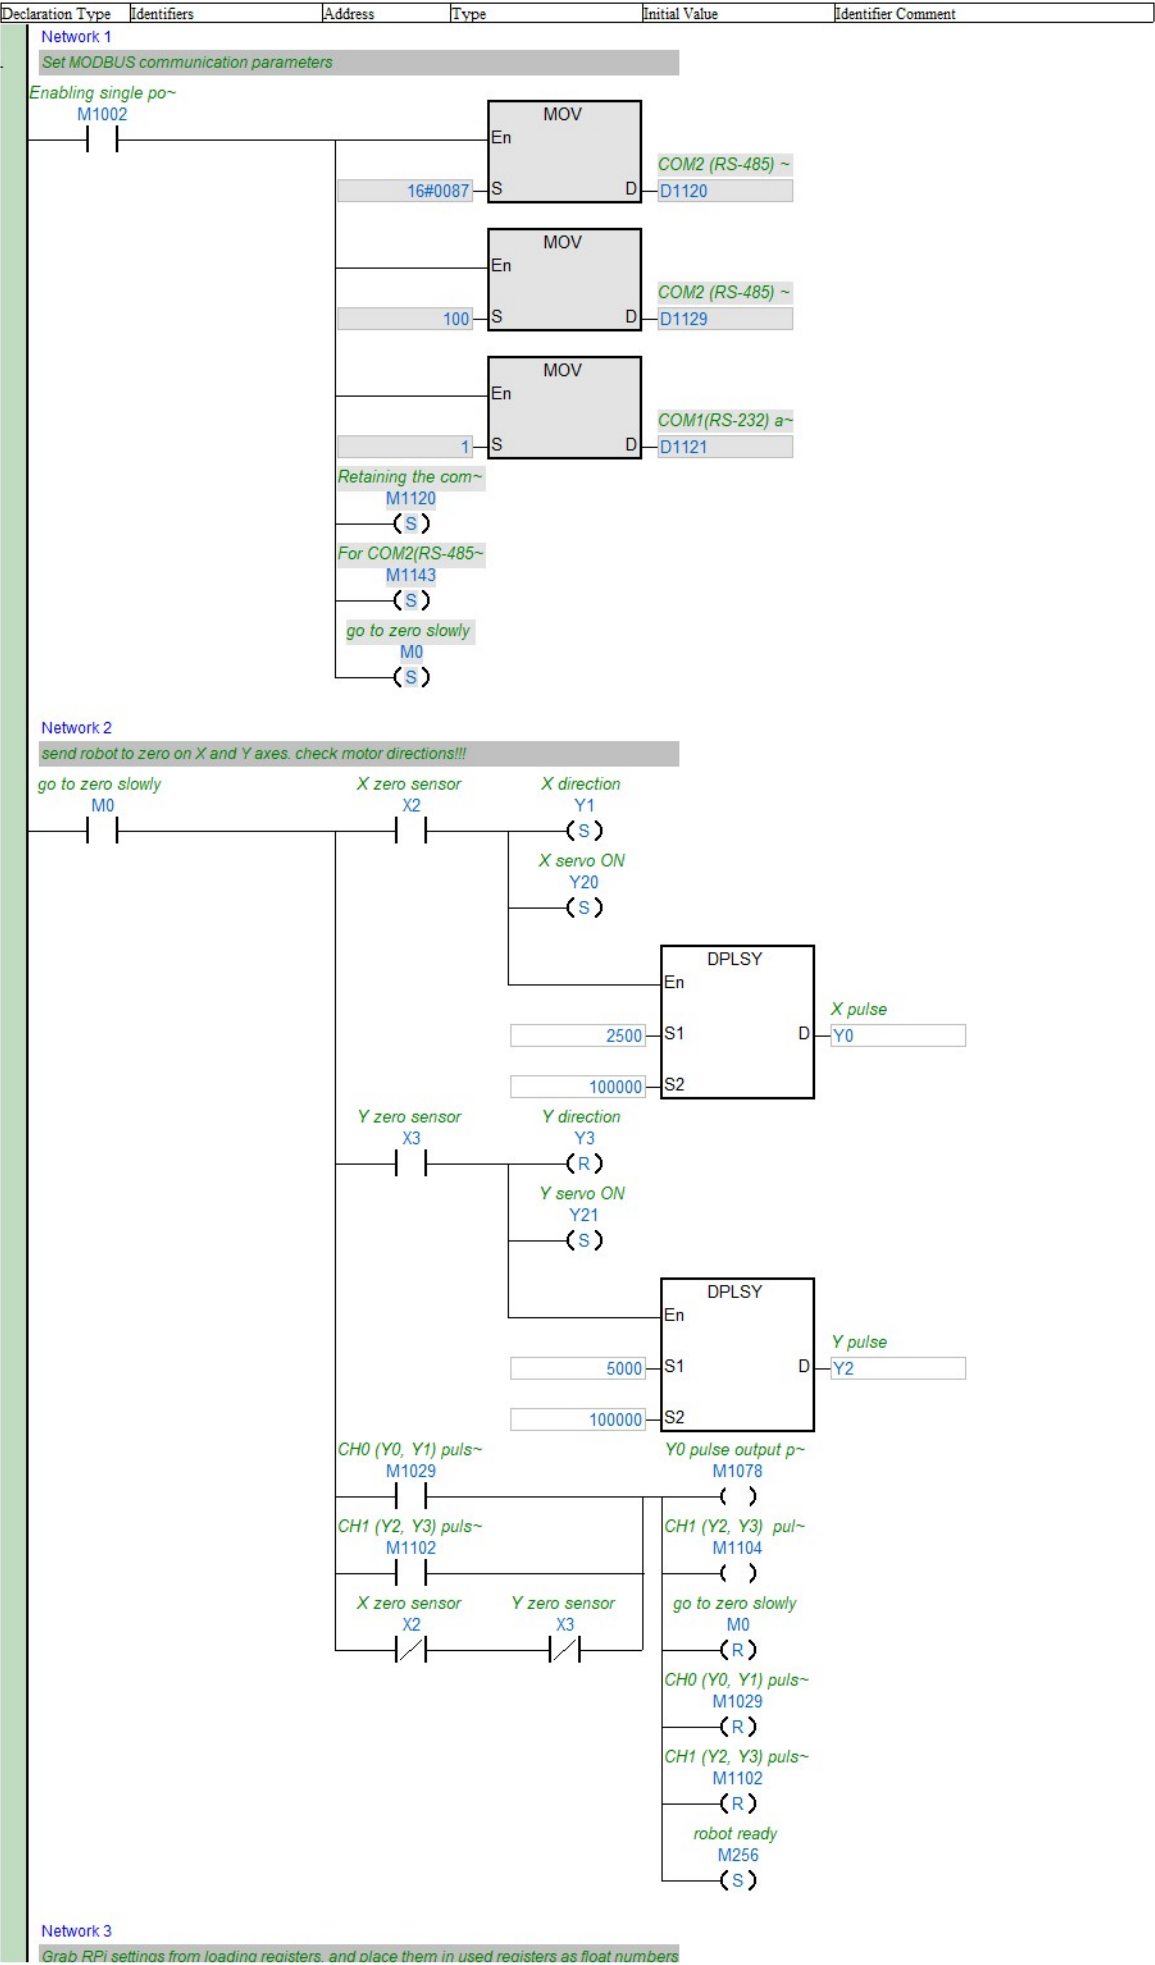 Declaration Type Identifiers Address Type Initial Value Identifier Comment
Network 1
Set MODBUS communication parameters
Enabling single po~
M1002
MOV
En
COM2 (RS-485) ~
16#0087 S D D1120
MOV
En
COM2 (RS-485) ~
100 S D D1129
MOV
En
COM1(RS-232) a~
1 S D D1121
Retaining the com~
M1120
( S )
For COM2(RS-485~
M1143
( S )
go to zero slowly
M0
( S )
Network 2
send robot to zero on X and Y axes. check motor directions!!!
go to zero slowly X zero sensor X direction
M0 X2 Y1
( S )
X servo ON
Y20
( S )
DPLSY
En
X pulse
2500 S1 D Y0
100000 S2
Y zero sensor Y direction
X3 Y3
( R )
Y servo ON
Y21
( S )
DPLSY
En
Y pulse
5000 S1 D Y2
100000 S2
CH0 (Y0, Y1) puls~ Y0 pulse output p~
M1029 M1078
( )
CH1 (Y2, Y3) puls~ CH1 (Y2, Y3) pul~
M1102 M1104
( )
X zero sensor Y zero sensor go to zero slowly
X2 X3 M0
( R )
CH0 (Y0, Y1) puls~
M1029
( R )
CH1 (Y2, Y3) puls~
M1102
( R )
robot ready
M256
( S )
Network 3
Grab RPi settings from loading registers, and place them in used registers as float numbers